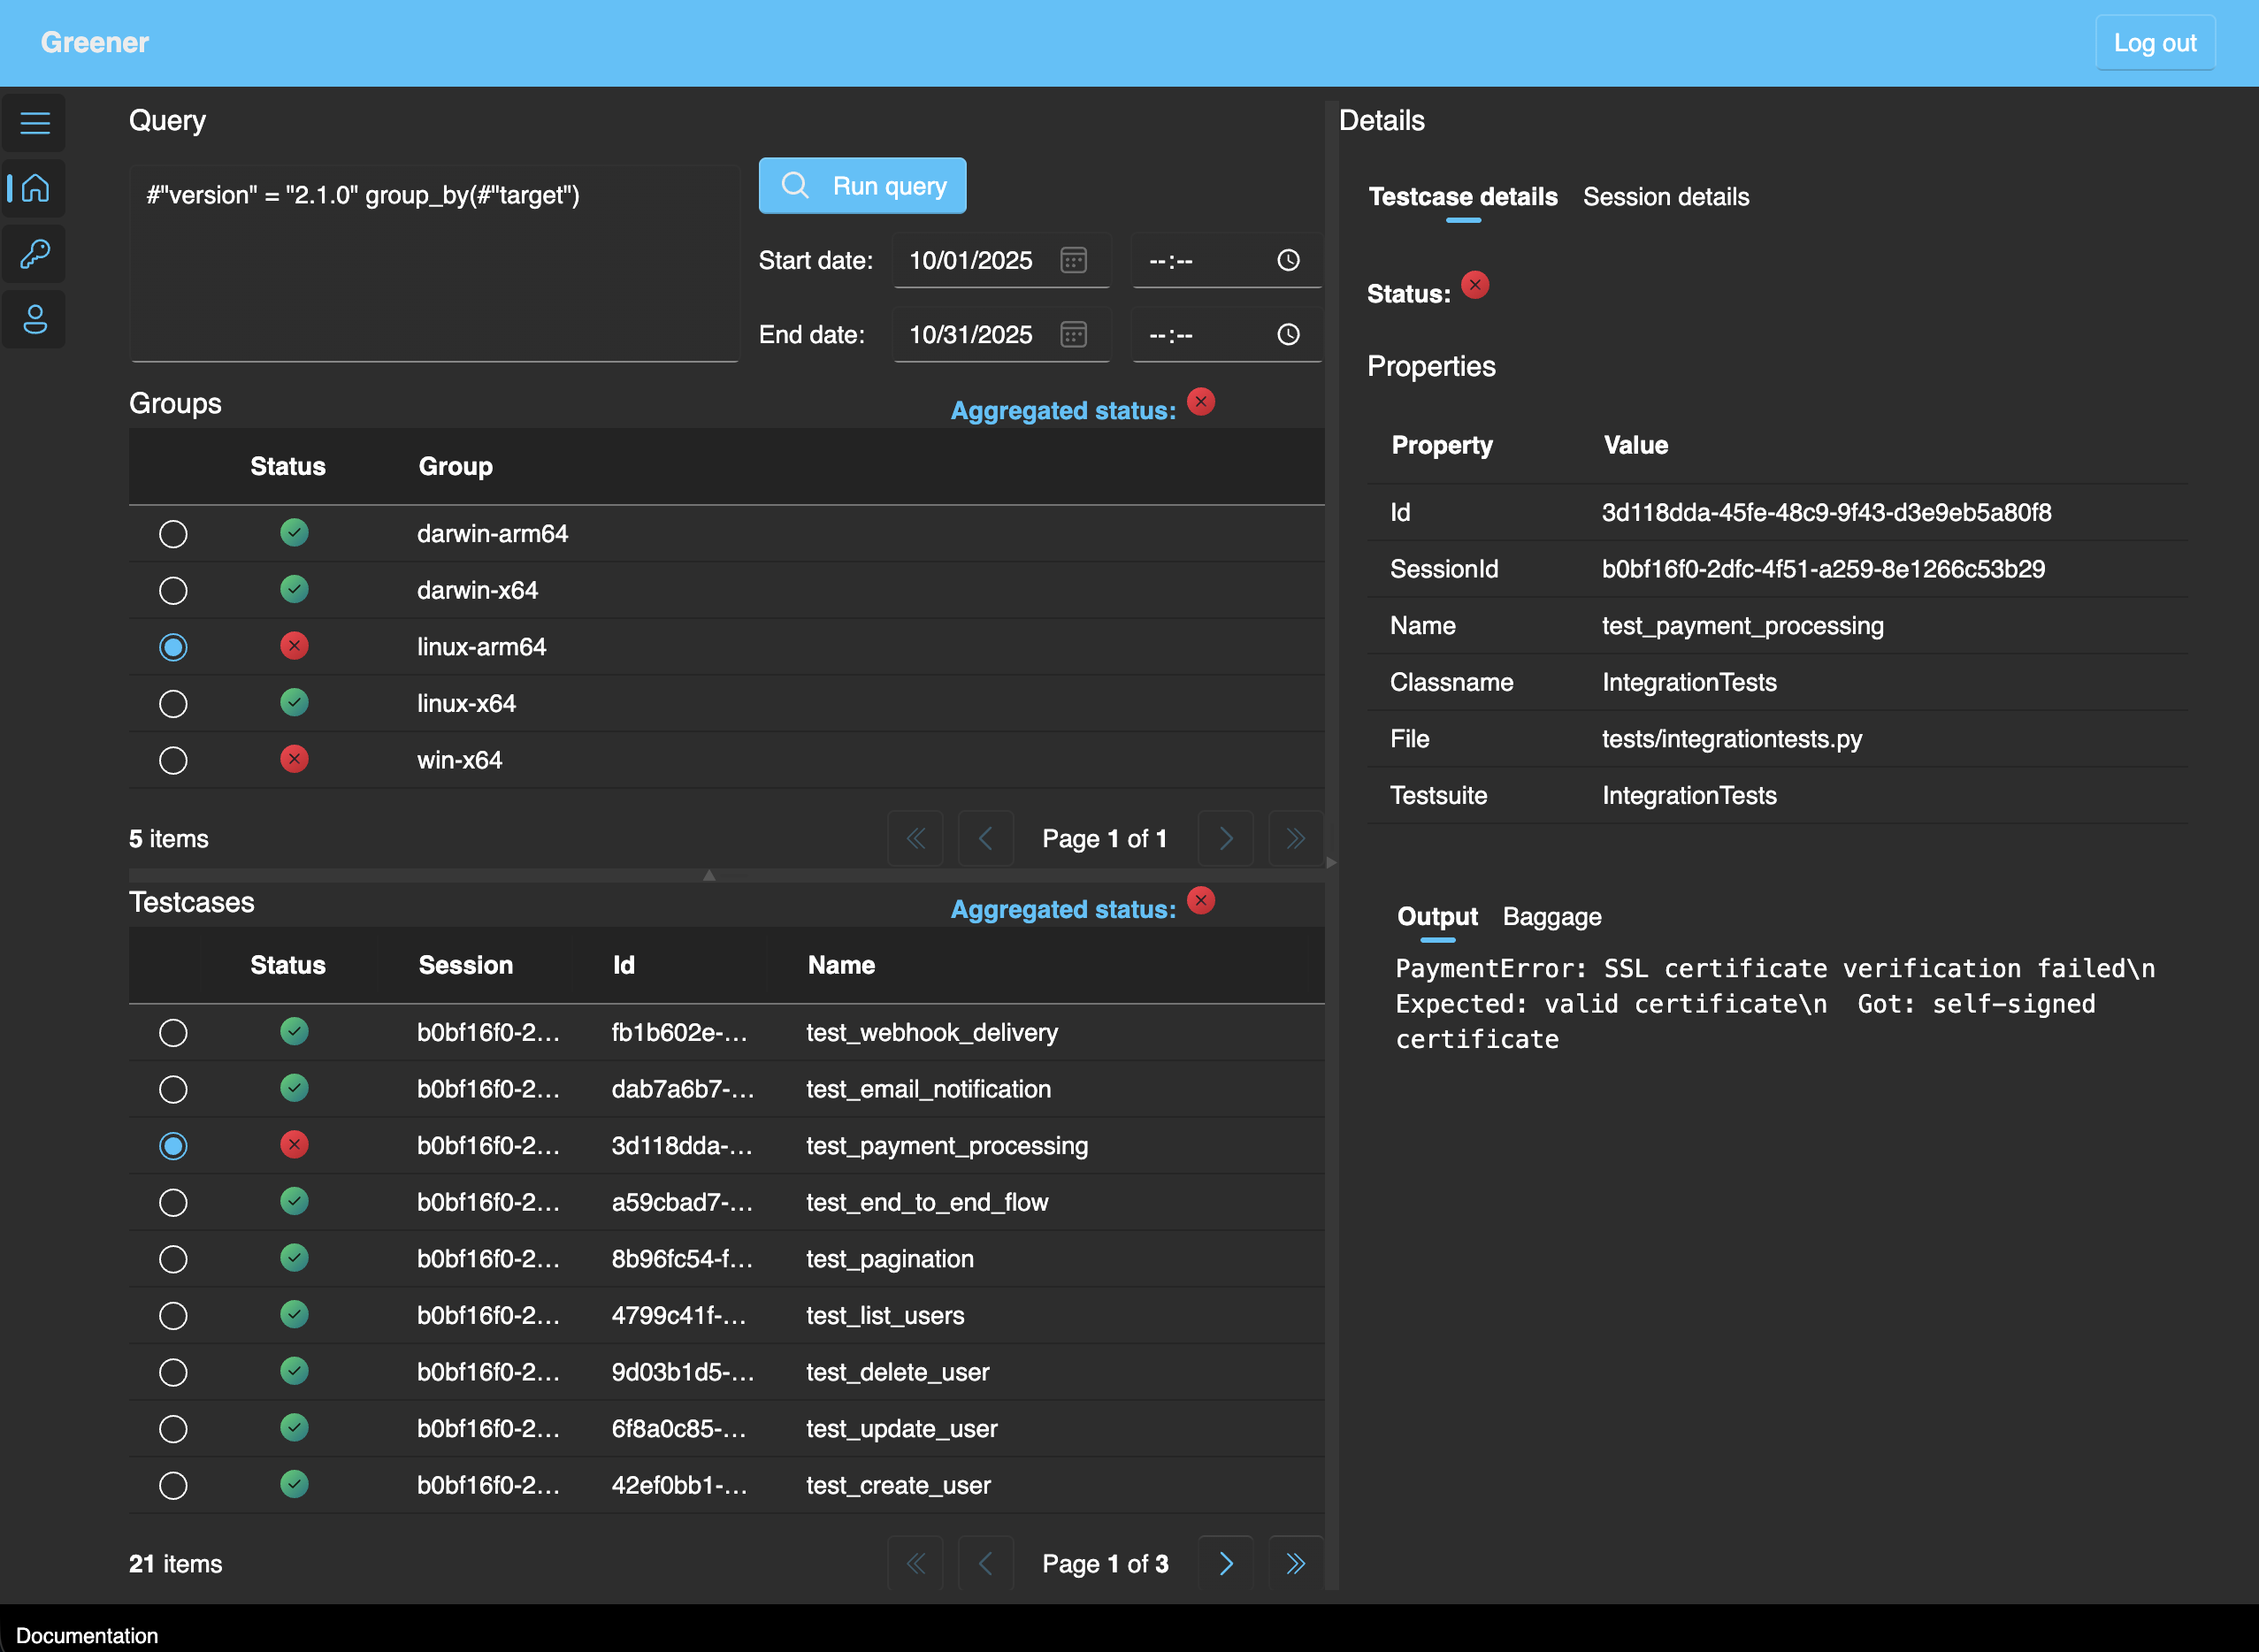 Greener
Log out
Query
#"version" = "2.1.0" group_by(#"target")
Run query
Start date: 10/01/2025 --:--
End date: 10/31/2025 --:--
Groups
Aggregated status:
Status Group
darwin-arm64
darwin-x64
linux-arm64
linux-x64
win-x64
5 items
Page 1 of 1
Testcases
Aggregated status:
Status Session Id Name
b0bf16f0-2... fb1b602e-... test_webhook_delivery
b0bf16f0-2... dab7a6b7-... test_email_notification
b0bf16f0-2... 3d118dda-... test_payment_processing
b0bf16f0-2... a59cbad7-... test_end_to_end_flow
b0bf16f0-2... 8b96fc54-f... test_pagination
b0bf16f0-2... 4799c41f-... test_list_users
b0bf16f0-2... 9d03b1d5-... test_delete_user
b0bf16f0-2... 6f8a0c85-... test_update_user
b0bf16f0-2... 42ef0bb1-... test_create_user
21 items
Page 1 of 3
Details
Testcase details Session details
Status:
Properties
Property Value
Id 3d118dda-45fe-48c9-9f43-d3e9eb5a80f8
SessionId b0bf16f0-2dfc-4f51-a259-8e1266c53b29
Name test_payment_processing
Classname IntegrationTests
File tests/integrationtests.py
Testsuite IntegrationTests
Output Baggage
PaymentError: SSL certificate verification failed\n
Expected: valid certificate\n  Got: self-signed
certificate
Documentation